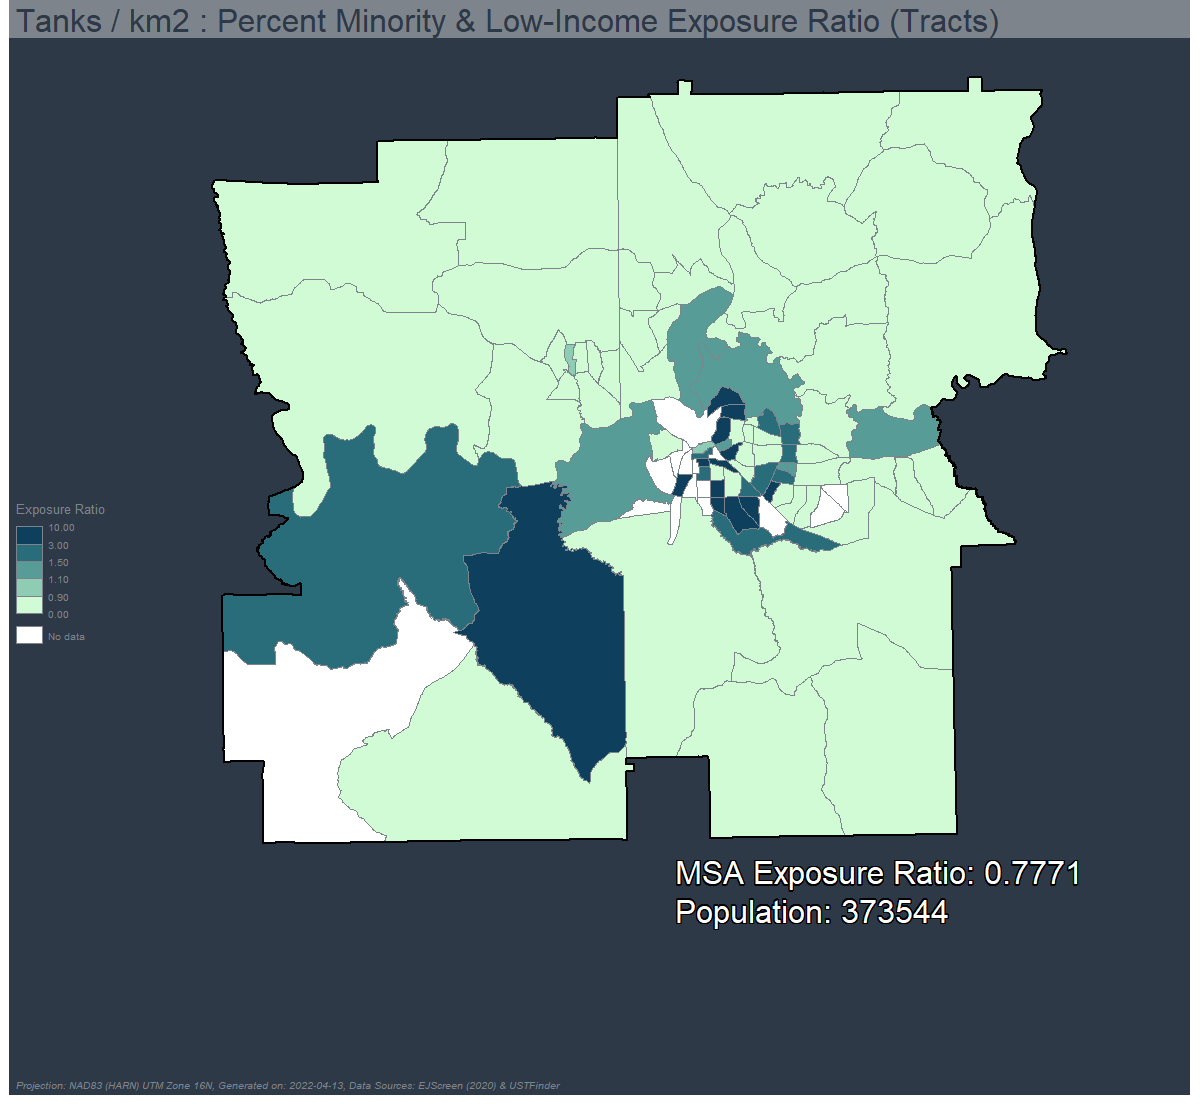 Tanks / km2 : Percent Minority & Low-Income Exposure Ratio (Tracts)
Exposure Ratio
10.00
3.00
1.50
1.10
0.90
0.00
No data
MSA Exposure Ratio: 0.7771
Population: 373544
Projection: NAD83 (HARN) UTM Zone 16N, Generated on: 2022-04-13, Data Sources: EJScreen (2020) & USTFinder